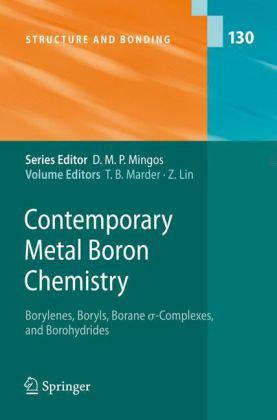 STRUCTURE AND BONDING
130
Series Editor D. M. P. Mingos
Volume Editors T. B. Marder · Z. Lin
Contemporary
Metal Boron
Chemistry
Borylenes, Boryls, Borane σ-Complexes,
and Borohydrides
Springer